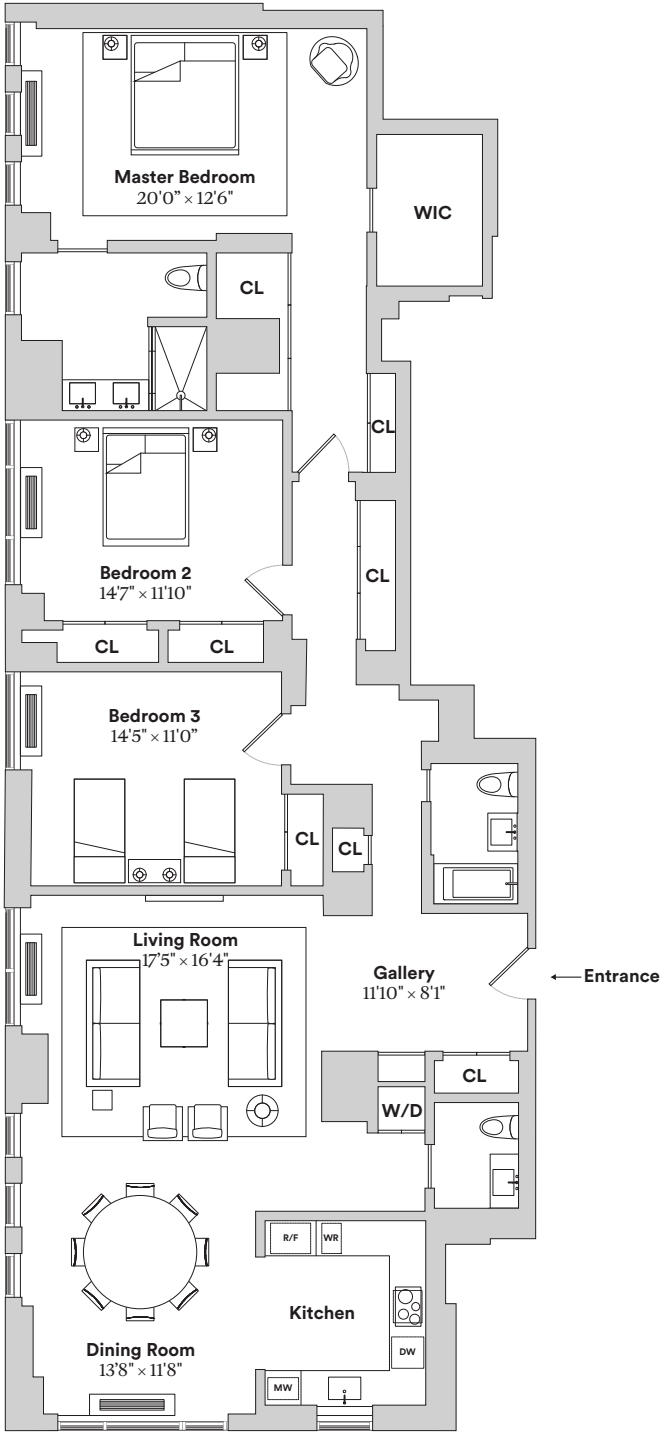 Master Bedroom
20'0” × 12'6"
WIC
CL
CL
Bedroom 2
14'7" × 11'10"
CL
CL
CL
Bedroom 3
14'5" × 11'0”
CL
CL
Living Room
17'5" × 16'4"
Gallery
11'10" × 8'1"
Entrance
CL
W/D
R/F
WR
Kitchen
Dining Room
13'8" × 11'8"
DW
MW